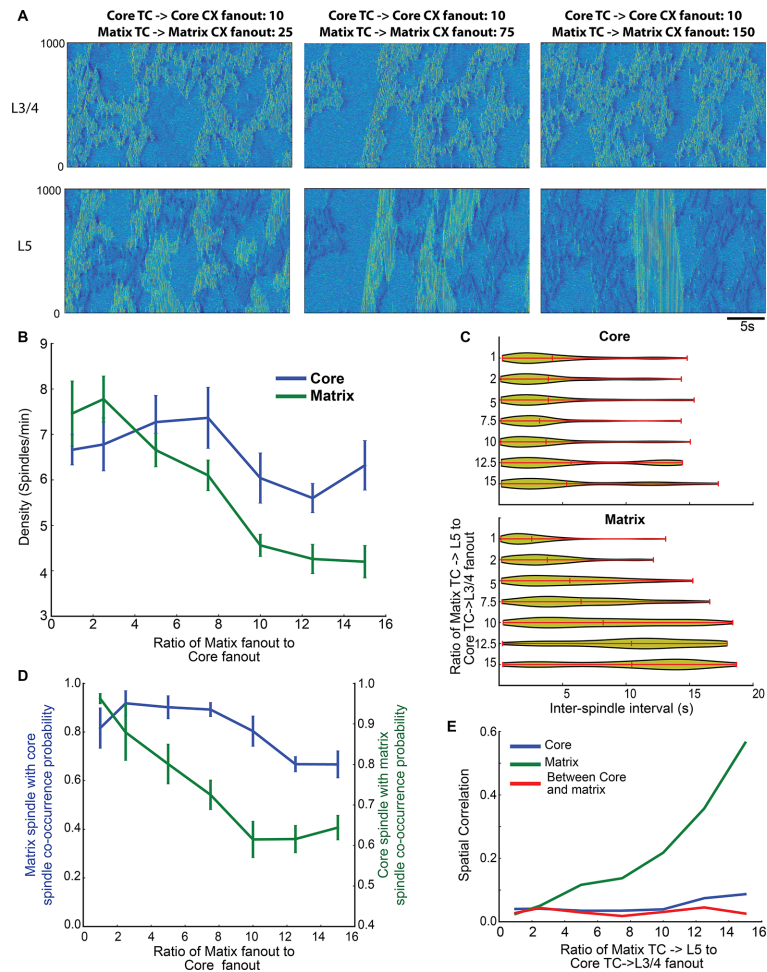 A
Core TC -> Core CX fanout: 10
Matix TC -> Matrix CX fanout: 25
Core TC -> Core CX fanout: 10
Matix TC -> Matrix CX fanout: 75
Core TC -> Core CX fanout: 10
Matix TC -> Matrix CX fanout: 150
1000
L3/4
0
1000
L5
0
5s
B
9
8
7
6
5
4
3
Density (Spindles/min)
Core
Matrix
0 2 4 6 8 10 12 14 16
Ratio of Matix fanout to
Core fanout
C
Core
1
2
5
7.5
10
12.5
15
Matrix
1
2
5
7.5
10
12.5
15
Ratio of Matix TC -> L5 to
Core TC->L3/4 fanout
5 10 15 20
Inter-spindle interval (s)
D
1.0
0.8
0.6
0.4
0.2
0.0
Matrix spindle with core
spindle co-occurrence probability
1.0
0.9
0.8
0.7
0.6
0.5
0.4
Core spindle with matrix
spindle co-occurrence probability
0 2 4 6 8 10 12 14 16
Ratio of Matix fanout to
Core fanout
E
Core
Matrix
Between Core
and matrix
0.6
0.4
0.2
0.0
Spatial Correlation
0 2 4 6 8 10 12 14 16
Ratio of Matix TC -> L5 to
Core TC->L3/4 fanout